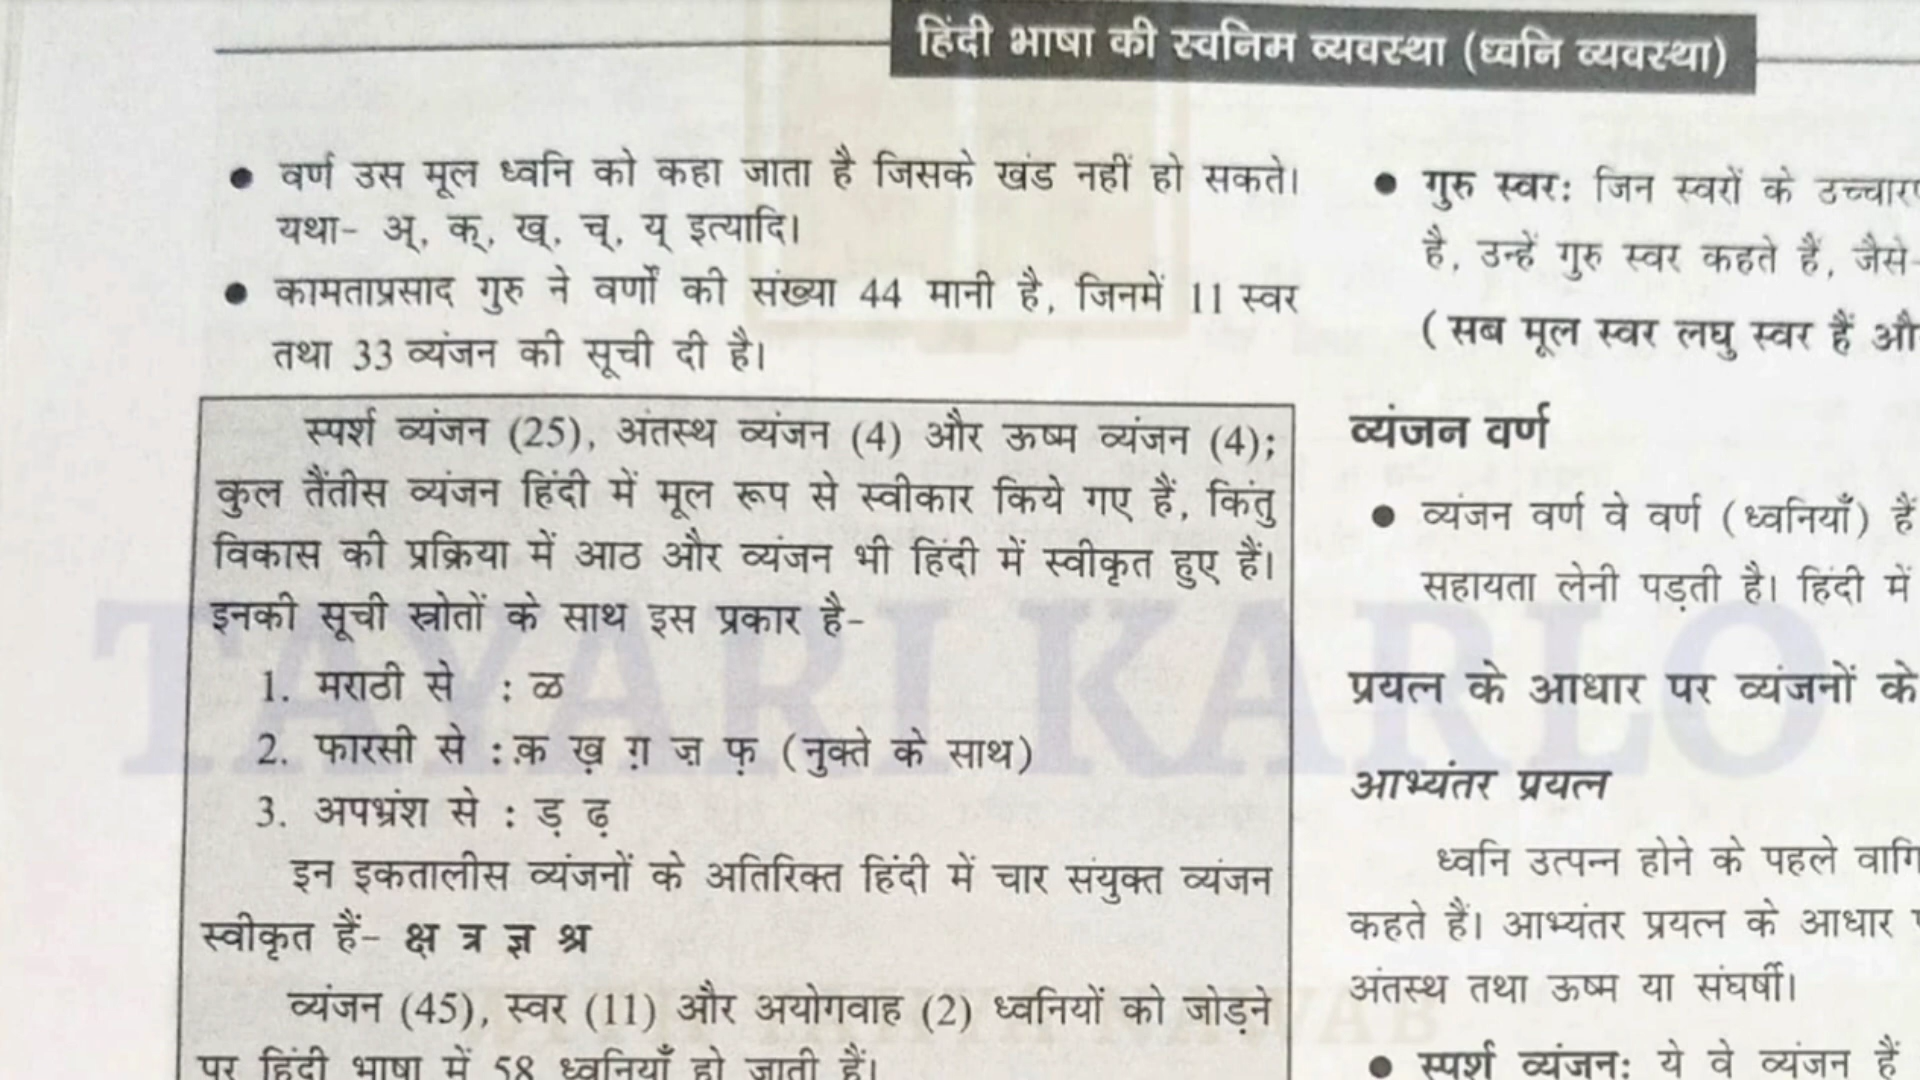 हिंदी भाषा की स्वनिम व्यवस्था (ध्वनि व्यवस्था)
● वर्ण उस मूल ध्वनि को कहा जाता है जिसके खंड नहीं हो सकते।
यथा- अ्, क्, ख्, च्, य् इत्यादि।
● कामताप्रसाद गुरु ने वर्णों की संख्या 44 मानी है, जिनमें 11 स्वर
तथा 33 व्यंजन की सूची दी है।
स्पर्श व्यंजन (25), अंतस्थ व्यंजन (4) और ऊष्म व्यंजन (4);
कुल तैंतीस व्यंजन हिंदी में मूल रूप से स्वीकार किये गए हैं, किंतु
विकास की प्रक्रिया में आठ और व्यंजन भी हिंदी में स्वीकृत हुए हैं।
इनकी सूची स्त्रोतों के साथ इस प्रकार है-
1. मराठी से : ळ
2. फारसी से : क़ ख़ ग़ ज़ फ़ (नुक्ते के साथ)
3. अपभ्रंश से : ड़ ढ़
इन इकतालीस व्यंजनों के अतिरिक्त हिंदी में चार संयुक्त व्यंजन
स्वीकृत हैं- क्ष त्र ज्ञ श्र
व्यंजन (45), स्वर (11) और अयोगवाह (2) ध्वनियों को जोड़ने
पर हिंदी भाषा में 58 ध्वनियाँ हो जाती हैं।
● गुरु स्वर: जिन स्वरों के
है, उन्हें गुरु स्वर कहते हैं, जैसे-
(सब मूल स्वर लघु स्वर हैं
व्यंजन वर्ण
● व्यंजन वर्ण वे वर्ण (ध्वनियाँ) हैं
सहायता लेनी पड़ती है। हिंदी में
प्रयत्न के आधार पर व्यंजनों के
आभ्यंतर प्रयत्न
ध्वनि उत्पन्न होने के पहले
कहते हैं। आभ्यंतर प्रयत्न के आधार
अंतस्थ तथा ऊष्म या संघर्षी।
● स्पर्श व्यंजन: ये वे व्यंजन हैं
TAYARI KARLO